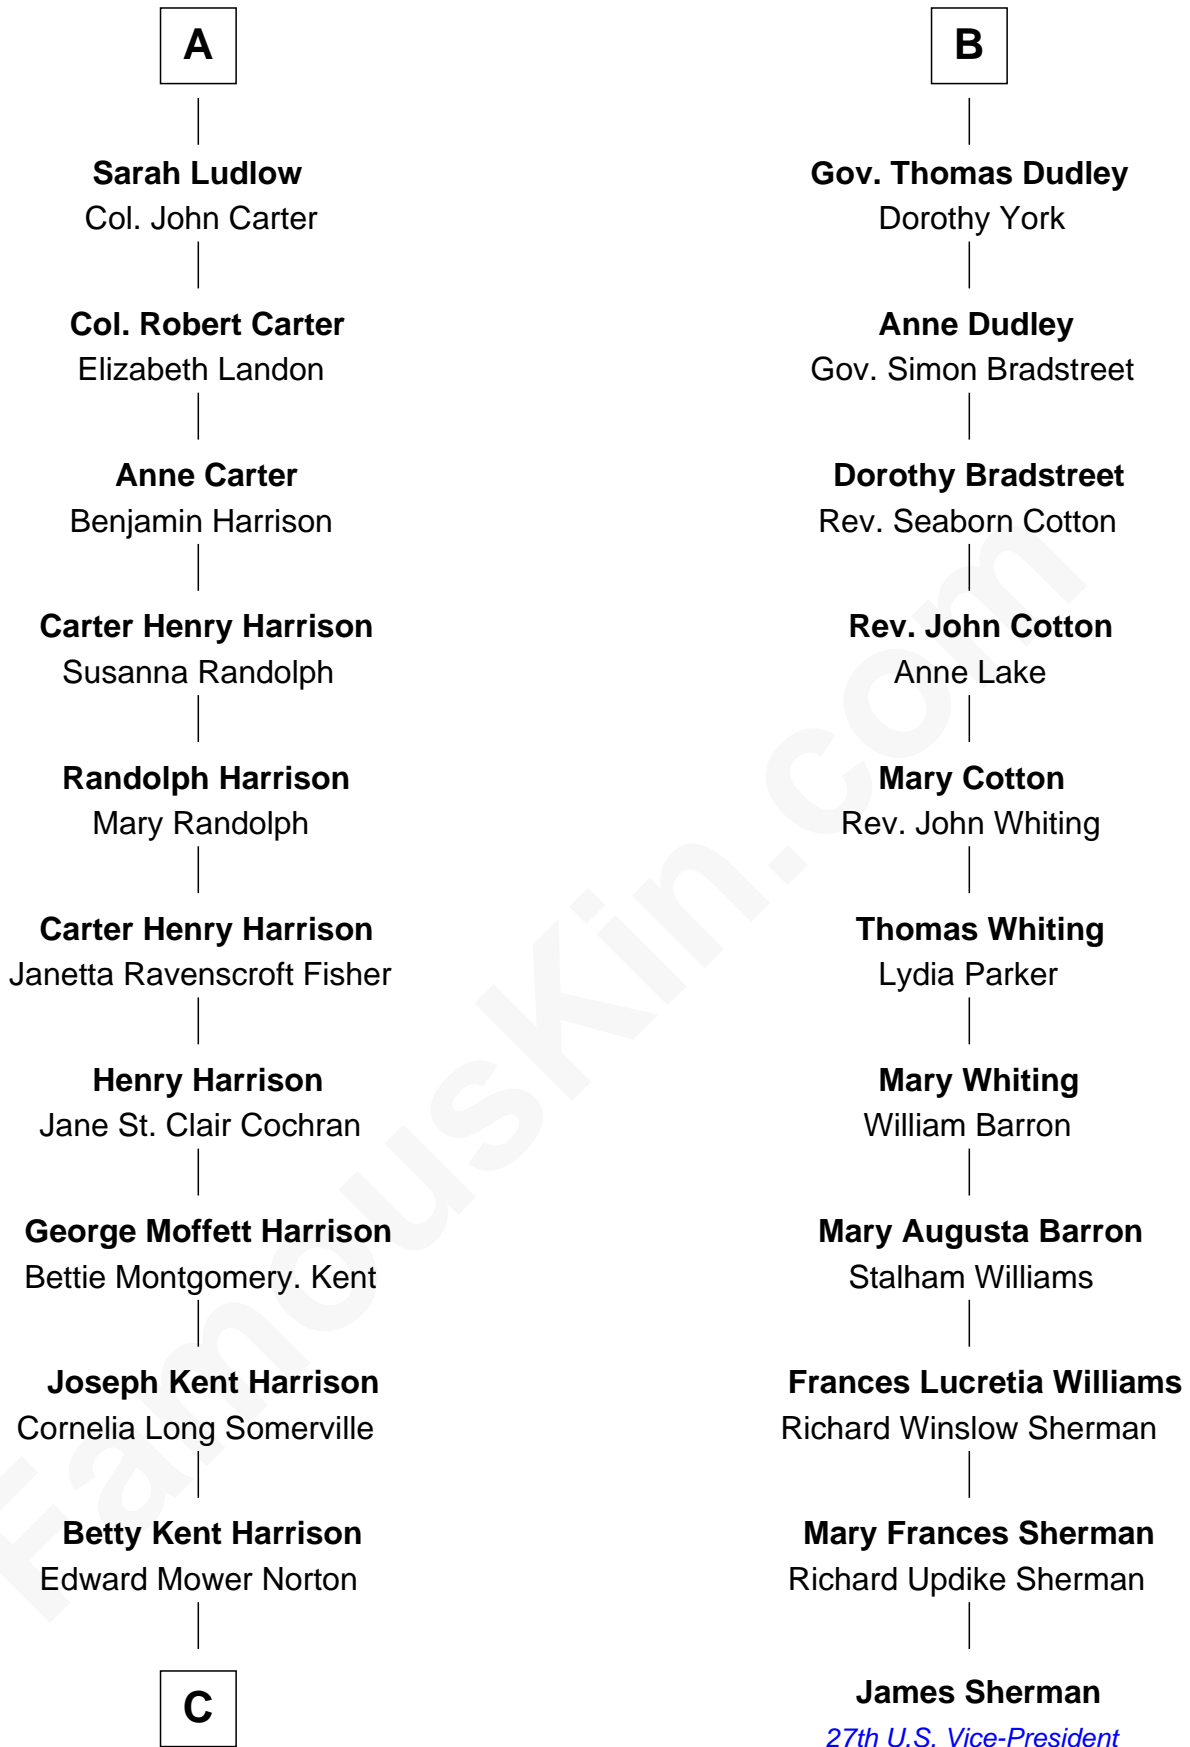 A
Sarah Ludlow
Col. John Carter
Col. Robert Carter
Elizabeth Landon
Anne Carter
Benjamin Harrison
Carter Henry Harrison
Susanna Randolph
Randolph Harrison
Mary Randolph
Carter Henry Harrison
Janetta Ravenscroft Fisher
Henry Harrison
Jane St. Clair Cochran
George Moffett Harrison
Bettie Montgomery. Kent
Joseph Kent Harrison
Cornelia Long Somerville
Betty Kent Harrison
Edward Mower Norton
C
B
Gov. Thomas Dudley
Dorothy York
Anne Dudley
Gov. Simon Bradstreet
Dorothy Bradstreet
Rev. Seaborn Cotton
Rev. John Cotton
Anne Lake
Mary Cotton
Rev. John Whiting
Thomas Whiting
Lydia Parker
Mary Whiting
William Barron
Mary Augusta Barron
Stalham Williams
Frances Lucretia Williams
Richard Winslow Sherman
Mary Frances Sherman
Richard Updike Sherman
James Sherman
27th U.S. Vice-President
FamousKin.com